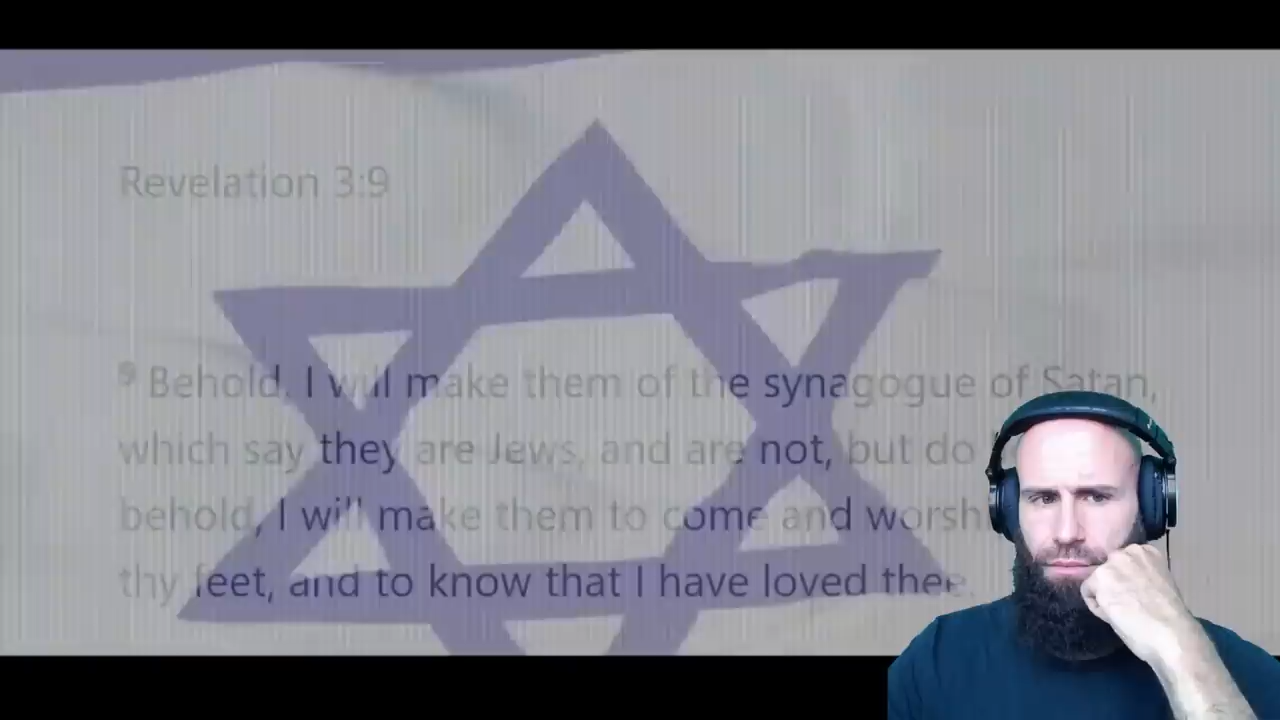 Revelation 3:9
9 Behold, I will make them of the synagogue of Satan,
which say they are Jews, and are not, but do
behold, I will make them to come and worsh
thy feet, and to know that I have loved thee.